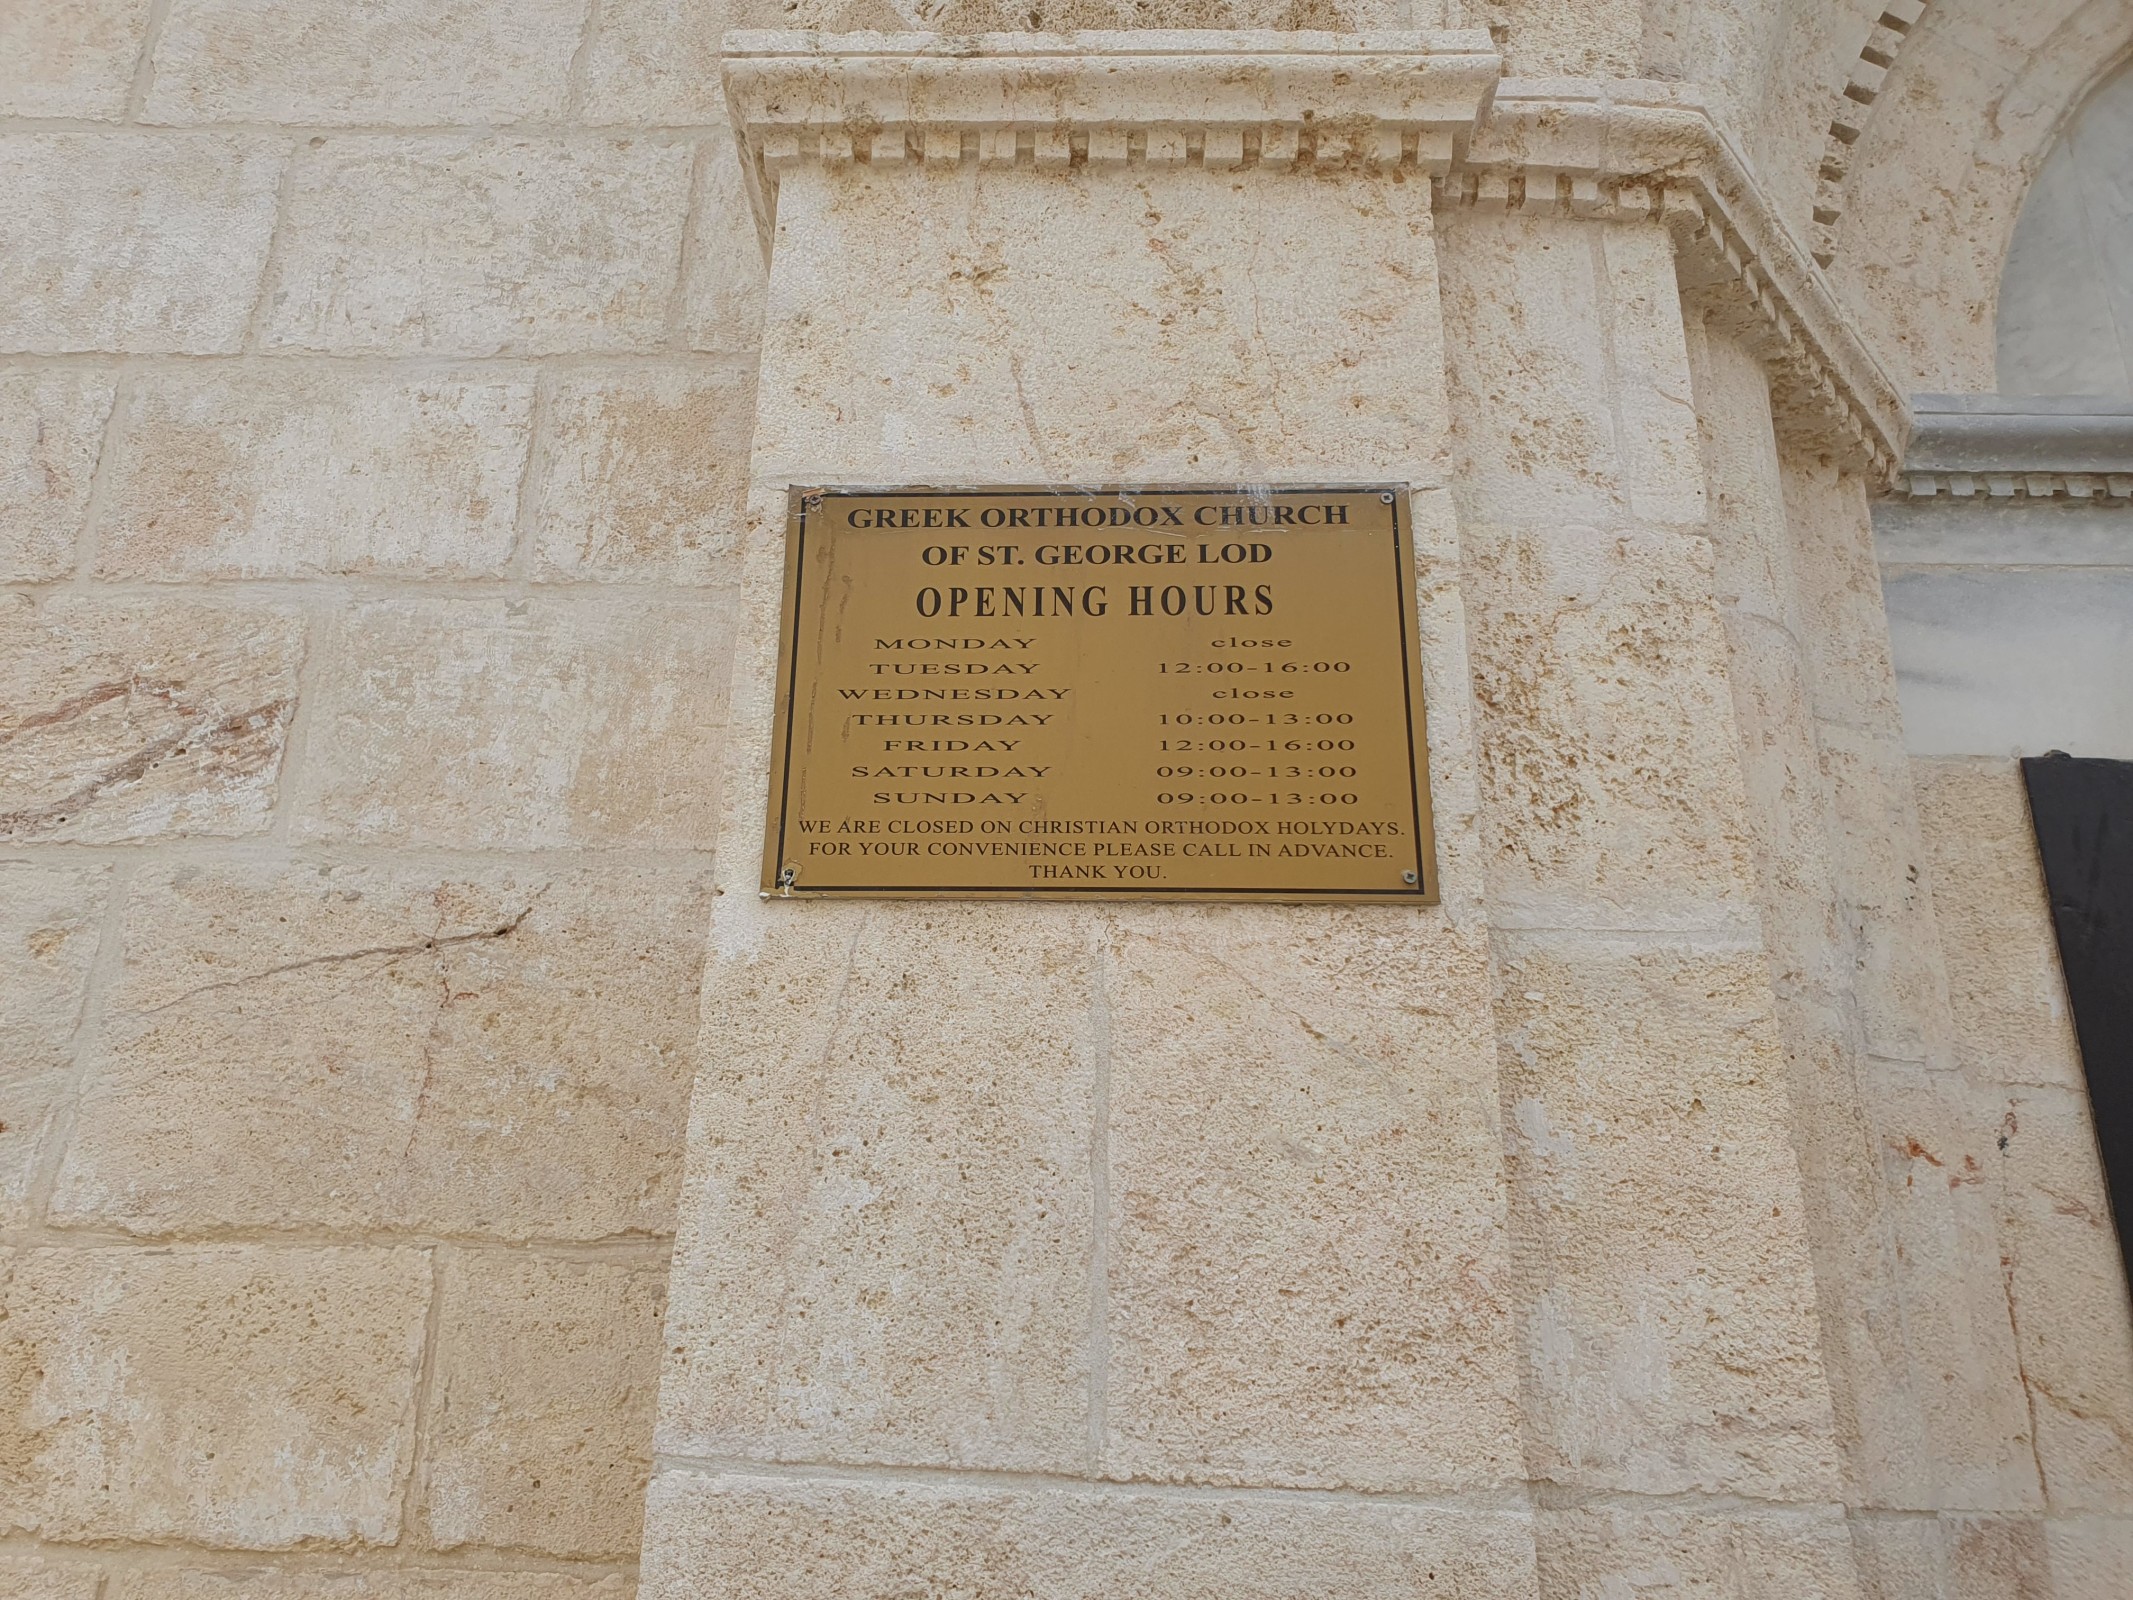 GREEK ORTHODOX CHURCH
OF ST. GEORGE LOD
OPENING HOURS
MONDAY close
TUESDAY 12:00-16:00
WEDNESDAY close
THURSDAY 10:00-13:00
FRIDAY 12:00-16:00
SATURDAY 09:00-13:00
SUNDAY 09:00-13:00
WE ARE CLOSED ON CHRISTIAN ORTHODOX HOLYDAYS.
FOR YOUR CONVENIENCE PLEASE CALL IN ADVANCE.
THANK YOU.